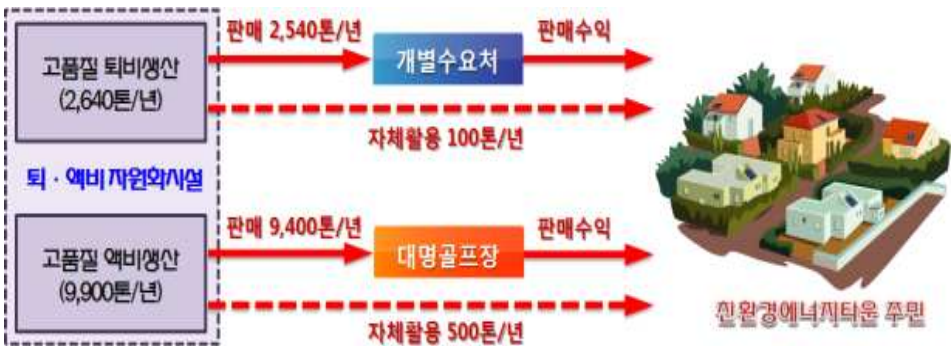 판매 2,540톤/년
판매수익
고품질 퇴비생산
(2,640톤/년)
개별수요처
자체활용 100톤/년
퇴 · 액비 자원화시설
판매 9,400톤/년
판매수익
고품질 액비생산
(9,900톤/년)
대명골프장
자체활용 500톤/년
친환경에너지타운 주민